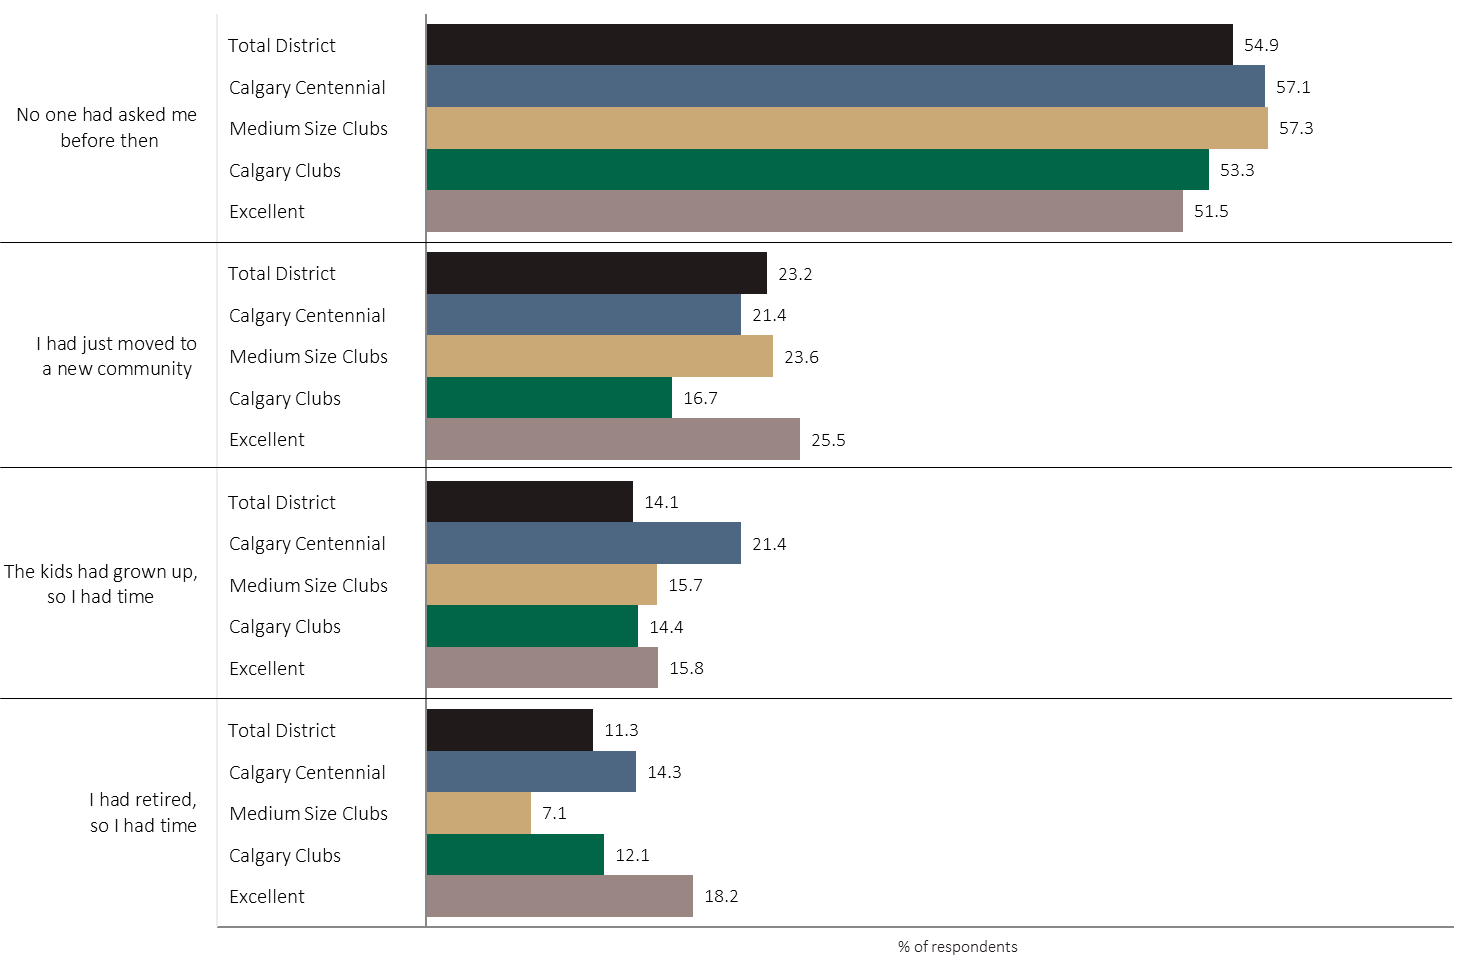 No one had asked me
before then
Total District 54.9
Calgary Centennial 57.1
Medium Size Clubs 57.3
Calgary Clubs 53.3
Excellent 51.5
I had just moved to
a new community
Total District 23.2
Calgary Centennial 21.4
Medium Size Clubs 23.6
Calgary Clubs 16.7
Excellent 25.5
The kids had grown up,
so I had time
Total District 14.1
Calgary Centennial 21.4
Medium Size Clubs 15.7
Calgary Clubs 14.4
Excellent 15.8
I had retired,
so I had time
Total District 11.3
Calgary Centennial 14.3
Medium Size Clubs 7.1
Calgary Clubs 12.1
Excellent 18.2
% of respondents